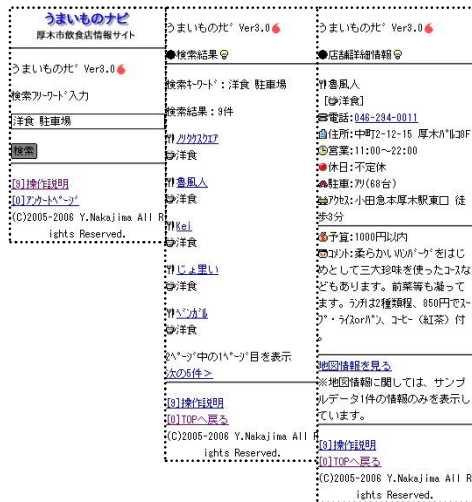 うまいものナビ
厚木市飲食店情報サイト
うまいものナビ Ver3.0
検索フリーワード入力
洋食 駐車場
検索
[9]操作説明
[0]アンケートページ
(C)2005-2006 Y.Nakajima All R
ights Reserved.
うまいものナビ Ver3.0
●検索結果
検索キーワード:洋食 駐車場
検索結果:9件
ノリタケスクエア
洋食
魯風人
洋食
Kei
洋食
じょ里い
洋食
ベンガル
洋食
2ページ中の1ページ目を表示
次の5件>
[9]操作説明
[0]TOPへ戻る
(C)2005-2006 Y.Nakajima All R
ights Reserved.
うまいものナビ Ver3.0
●店舗詳細情報
魯風人
[洋食]
電話:046-294-0011
住所:中町2-12-15 厚木パルコ8F
営業:11:00~22:00
休日:不定休
駐車:アリ(68台)
アクセス:小田急本厚木駅東口 徒
歩3分
予算:1000円以内
コメント:柔らかいハンバーグをはじ
めとして三大珍味を使ったコースな
どもあります。前菜等も凝って
ます。ランチは2種類程、850円でスー
プ・ライスorパン、コーヒー(紅茶)付
。
地図情報を見る
※地図情報に関しては、サンプ
ルデータ1件の情報のみを表示し
ています。
[9]操作説明
[0]TOPへ戻る
(C)2005-2006 Y.Nakajima All R
ights Reserved.